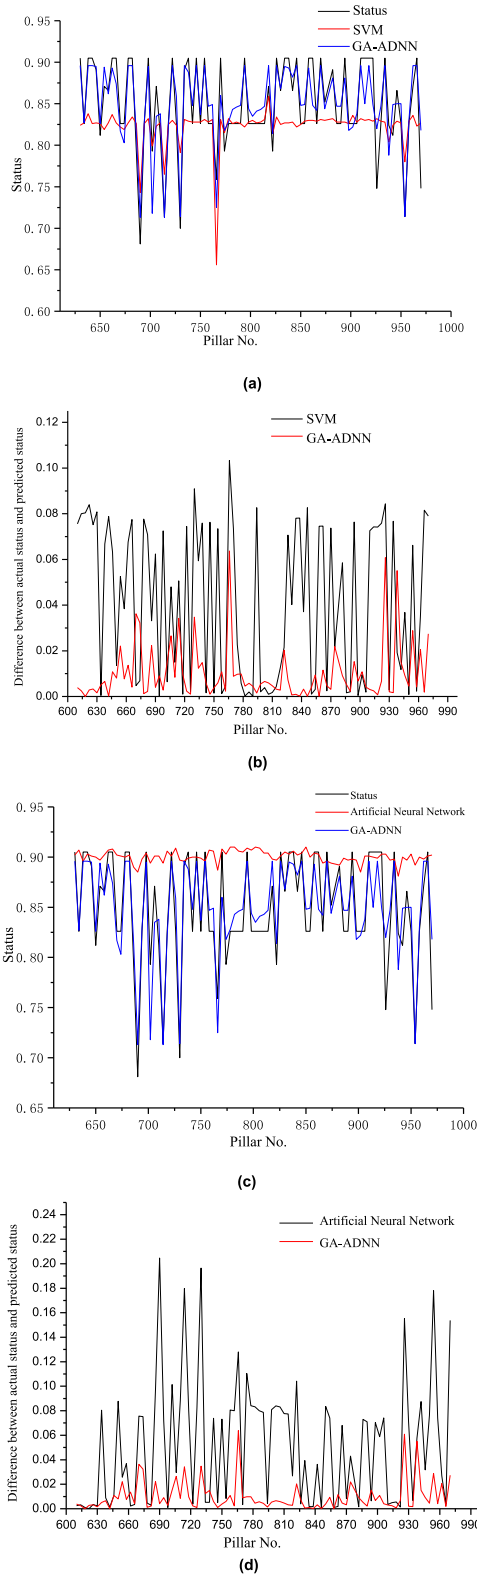 Status
SVM
GA-ADNN
0.95
0.90
0.85
0.80
0.75
0.70
0.65
0.60
Status
650 700 750 800 850 900 950 1000
Pillar No.
(a)
SVM
GA-ADNN
0.12
0.10
0.08
0.06
0.04
0.02
0.00
Difference between actual status and predicted status
600 630 660 690 720 750 780 810 840 870 900 930 960 990
Pillar No.
(b)
Status
Artificial Neural Network
GA-ADNN
0.95
0.90
0.85
0.80
0.75
0.70
0.65
Status
650 700 750 800 850 900 950 1000
Pillar No.
(c)
Artificial Neural Network
GA-ADNN
0.24
0.22
0.20
0.18
0.16
0.14
0.12
0.10
0.08
0.06
0.04
0.02
0.00
Difference between actual status and predicted status
600 630 660 690 720 750 780 810 840 870 900 930 960 990
Pillar No.
(d)